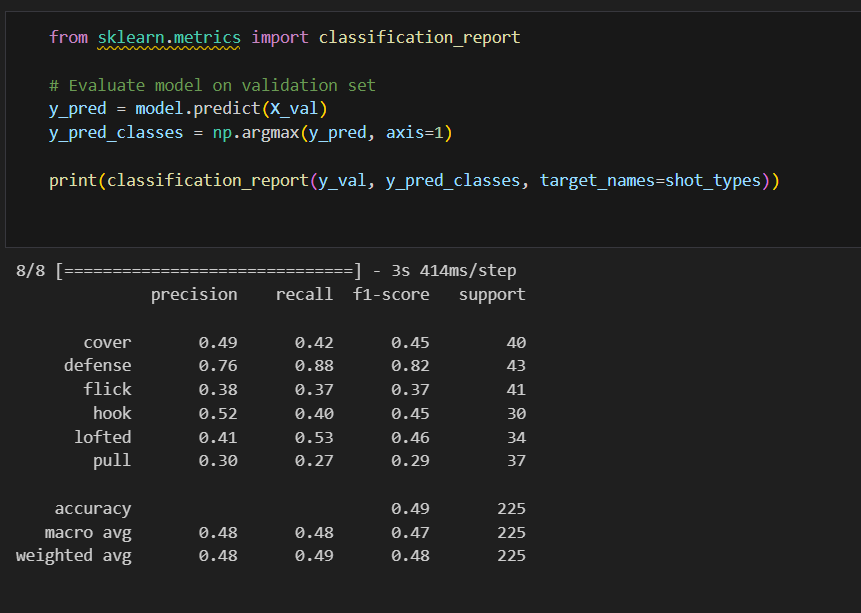 from sklearn.metrics import classification_report
# Evaluate model on validation set
y_pred = model.predict(X_val)
y_pred_classes = np.argmax(y_pred, axis=1)
print(classification_report(y_val, y_pred_classes, target_names=shot_types))
8/8 [==============================] - 3s 414ms/step
precision recall f1-score support
cover 0.49 0.42 0.45 40
defense 0.76 0.88 0.82 43
flick 0.38 0.37 0.37 41
hook 0.52 0.40 0.45 30
lofted 0.41 0.53 0.46 34
pull 0.30 0.27 0.29 37
accuracy 0.49 225
macro avg 0.48 0.48 0.47 225
weighted avg 0.48 0.49 0.48 225